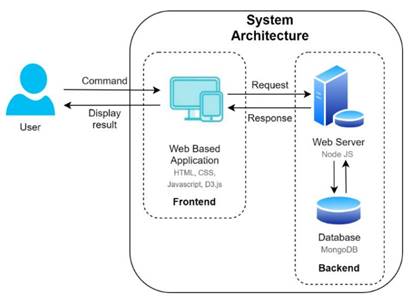 System
Architecture
Command
Display
result
User
Web Based
Application
HTML, CSS,
Javascript, D3.js
Frontend
Request
Response
Web Server
Node JS
Database
MongoDB
Backend